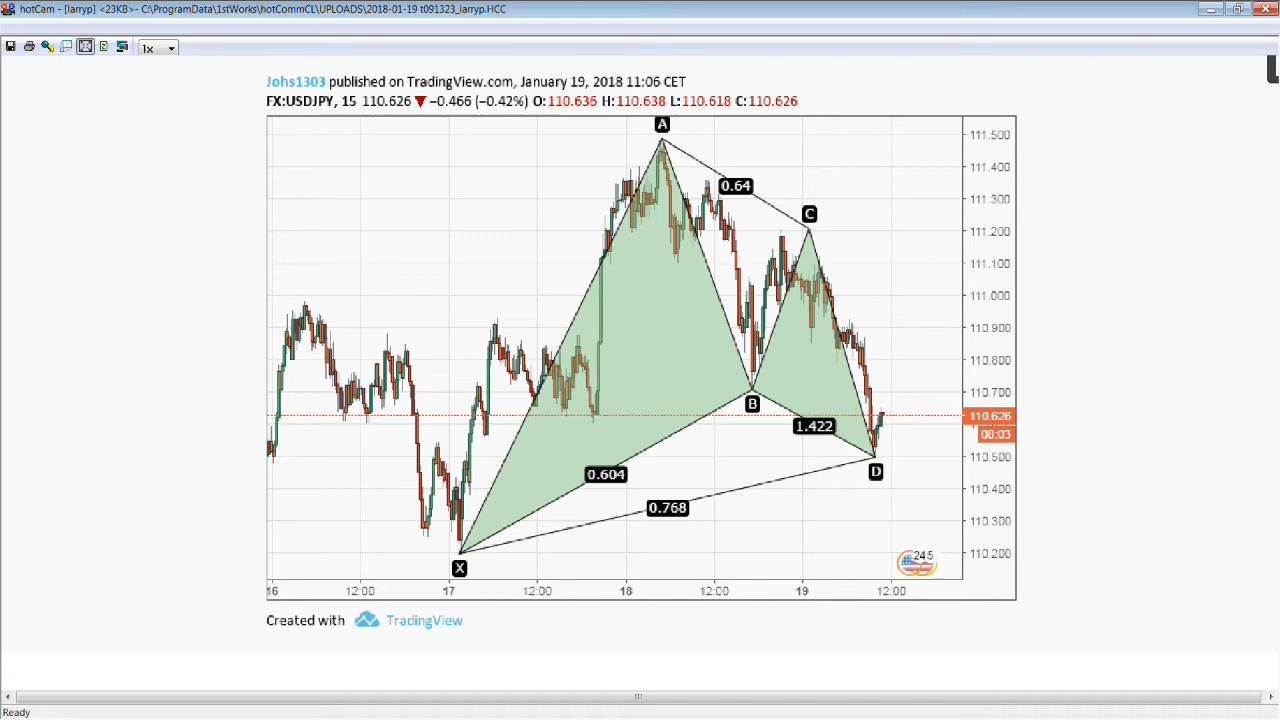 hotCam - [larryp] <23KB> - C:\ProgramData\1stWorks\hotCommCL\UPLOADS\2018-01-19 t091323_larryp.HCC
1x
Johs1303 published on TradingView.com, January 19, 2018 11:06 CET
FX:USDJPY, 15 110.626 ▼ −0.466 (−0.42%) O:110.636 H:110.638 L:110.618 C:110.626
A
111.500
111.400
0.64
111.300
C
111.200
111.100
111.000
110.900
110.800
110.700
B
110.626
1.422
08:03
110.500
D
0.604
110.400
0.768
110.300
110.200
245
X
16 12:00 17 12:00 18 12:00 19 12:00
Created with TradingView
Ready